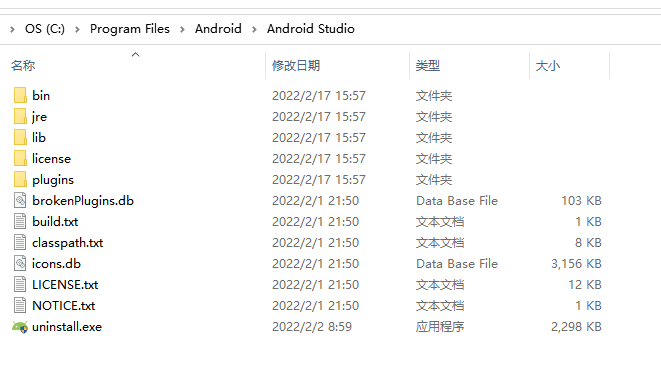 OS (C:) Program Files Android Android Studio
名称 修改日期 类型 大小
bin 2022/2/17 15:57 文件夹
jre 2022/2/17 15:57 文件夹
lib 2022/2/17 15:57 文件夹
license 2022/2/17 15:57 文件夹
plugins 2022/2/17 15:57 文件夹
brokenPlugins.db 2022/2/1 21:50 Data Base File 103 KB
build.txt 2022/2/1 21:50 文本文档 1 KB
classpath.txt 2022/2/1 21:50 文本文档 8 KB
icons.db 2022/2/1 21:50 Data Base File 3,156 KB
LICENSE.txt 2022/2/1 21:50 文本文档 12 KB
NOTICE.txt 2022/2/1 21:50 文本文档 1 KB
uninstall.exe 2022/2/2 8:59 应用程序 2,298 KB